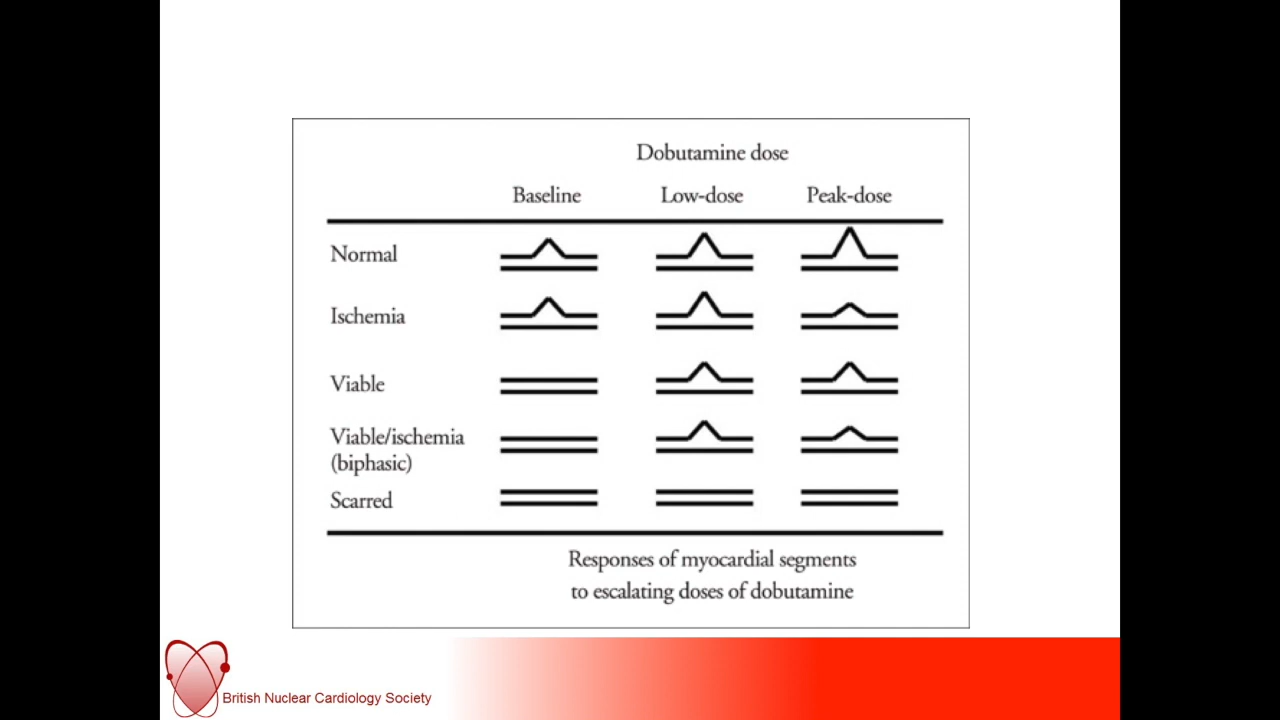 Dobutamine dose
Baseline Low-dose Peak-dose
Normal
Ischemia
Viable
Viable/ischemia
(biphasic)
Scarred
Responses of myocardial segments
to escalating doses of dobutamine
British Nuclear Cardiology Society